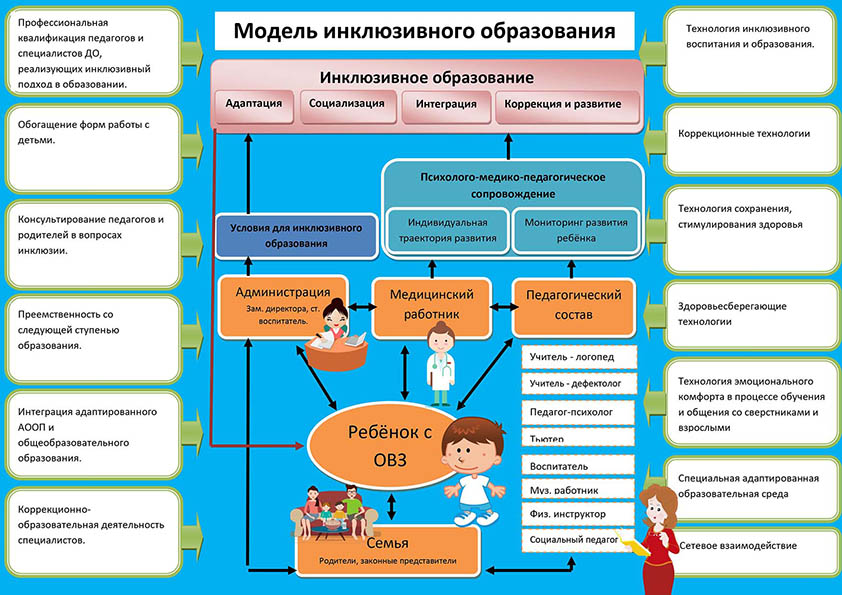 Модель инклюзивного образования
Профессиональная
квалификация педагогов и
специалистов ДО,
реализующих инклюзивный
подход в образовании.
Обогащение форм работы с
детьми.
Консультирование педагогов и
родителей в вопросах
инклюзии.
Преемственность со
следующей ступенью
образования.
Интеграция адаптированного
АООП и
общеобразовательного
образования.
Коррекционно-
образовательная деятельность
специалистов.
Инклюзивное образование
Адаптация
Социализация
Интеграция
Коррекция и развитие
Психолого-медико-педагогическое
сопровождение
Индивидуальная
траектория развития
Мониторинг развития
ребёнка
Условия для инклюзивного
образования
Администрация
Зам. директора, ст.
воспитатель.
Медицинский
работник
Педагогический
состав
Учитель - логопед
Учитель - дефектолог
Педагог-психолог
Тьютер
Воспитатель
Муз. работник
Физ. инструктор
Социальный педагог
Ребёнок с
ОВЗ
Семья
Родители, законные представители
Технология инклюзивного
воспитания и образования.
Коррекционные технологии
Технология сохранения,
стимулирования здоровья
Здоровьесберегающие
технологии
Технология эмоционального
комфорта в процессе обучения
и общения со сверстниками и
взрослыми
Специальная адаптированная
образовательная среда
Сетевое взаимодействие